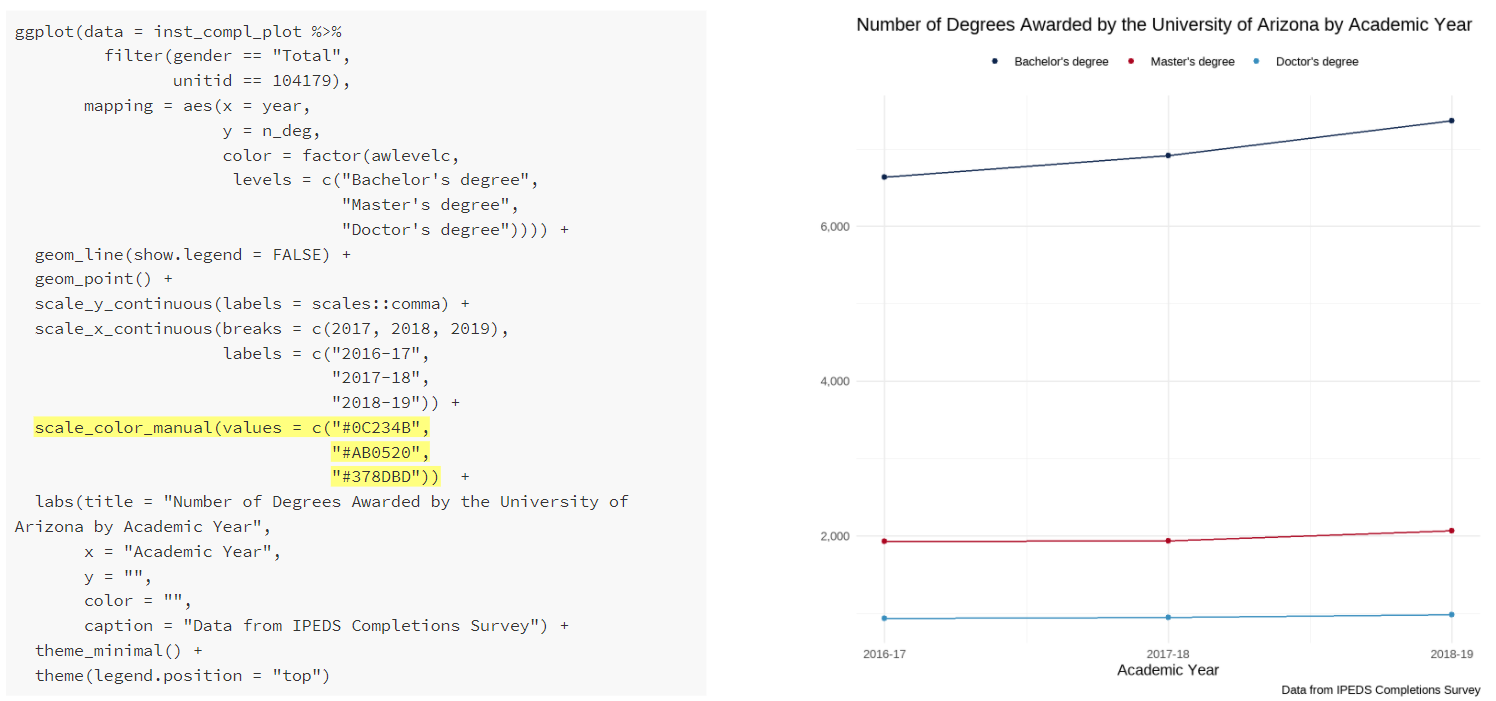 ggplot(data = inst_compl_plot %>%
         filter(gender == "Total",
                unitid == 104179),
       mapping = aes(x = year,
                     y = n_deg,
                     color = factor(awlevelc,
                      levels = c("Bachelor's degree",
                                 "Master's degree",
                                 "Doctor's degree")))) +
  geom_line(show.legend = FALSE) +
  geom_point() +
  scale_y_continuous(labels = scales::comma) +
  scale_x_continuous(breaks = c(2017, 2018, 2019),
                     labels = c("2016-17",
                                "2017-18",
                                "2018-19")) +
  scale_color_manual(values = c("#0C234B",
                                "#AB0520",
                                "#378DBD"))  +
  labs(title = "Number of Degrees Awarded by the University of
Arizona by Academic Year",
       x = "Academic Year",
       y = "",
       color = "",
       caption = "Data from IPEDS Completions Survey") +
  theme_minimal() +
  theme(legend.position = "top")
Number of Degrees Awarded by the University of Arizona by Academic Year
Bachelor's degree Master's degree Doctor's degree
6,000
4,000
2,000
2016-17 2017-18 2018-19
Academic Year
Data from IPEDS Completions Survey